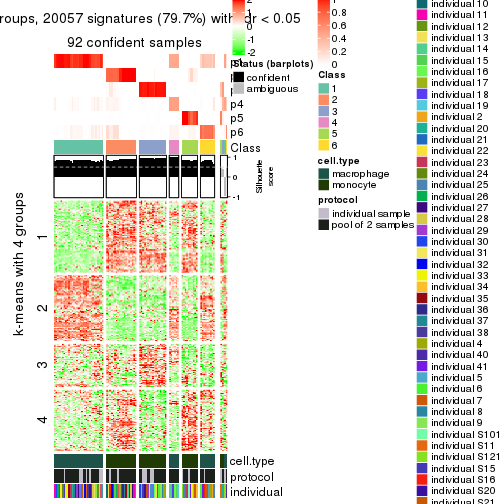 roups, 20057 signatures (79.7%) with
dr < 0.05
92 confident samples
p4
p5
p6
Class
1
0
-1
Silhouette
score
k-means with 4 groups
1
2
3
4
cell.type
protocol
individual
2
-1
-2
0.8
0.6
0.4
0.2
0
Status (barplots)
confident
ambiguous
Class
1
2
3
4
5
6
cell.type
macrophage
monocyte
protocol
individual sample
pool of 2 samples
individual 10
individual 11
individual 12
individual 13
individual 14
individual 15
individual 16
individual 17
individual 18
individual 19
individual 2
individual 20
individual 21
individual 22
individual 23
individual 24
individual 25
individual 26
individual 27
individual 28
individual 29
individual 30
individual 31
individual 32
individual 33
individual 34
individual 35
individual 36
individual 37
individual 38
individual 4
individual 40
individual 41
individual 5
individual 6
individual 7
individual 8
individual 9
individual S101
individual S11
individual S121
individual S15
individual S16
individual S20
individual S21